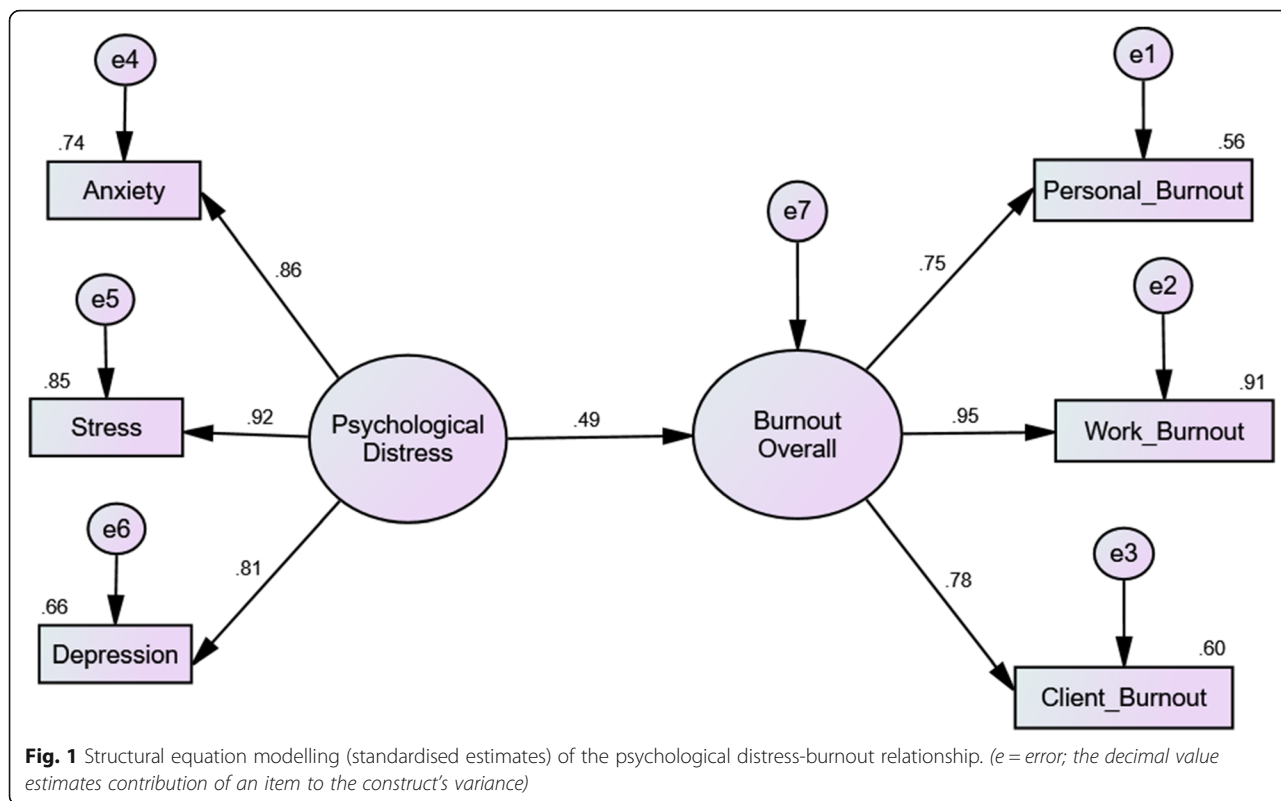 e4
e1
.74
.56
Anxiety
Personal_Burnout
e7
.86
.75
e5
e2
.85
.91
Stress
.92
Psychological
Distress
.49
Burnout
Overall
.95
Work_Burnout
e6
e3
.81
.78
.66
.60
Depression
Client_Burnout
Fig. 1 Structural equation modelling (standardised estimates) of the psychological distress-burnout relationship. (e = error; the decimal value
estimates contribution of an item to the construct's variance)